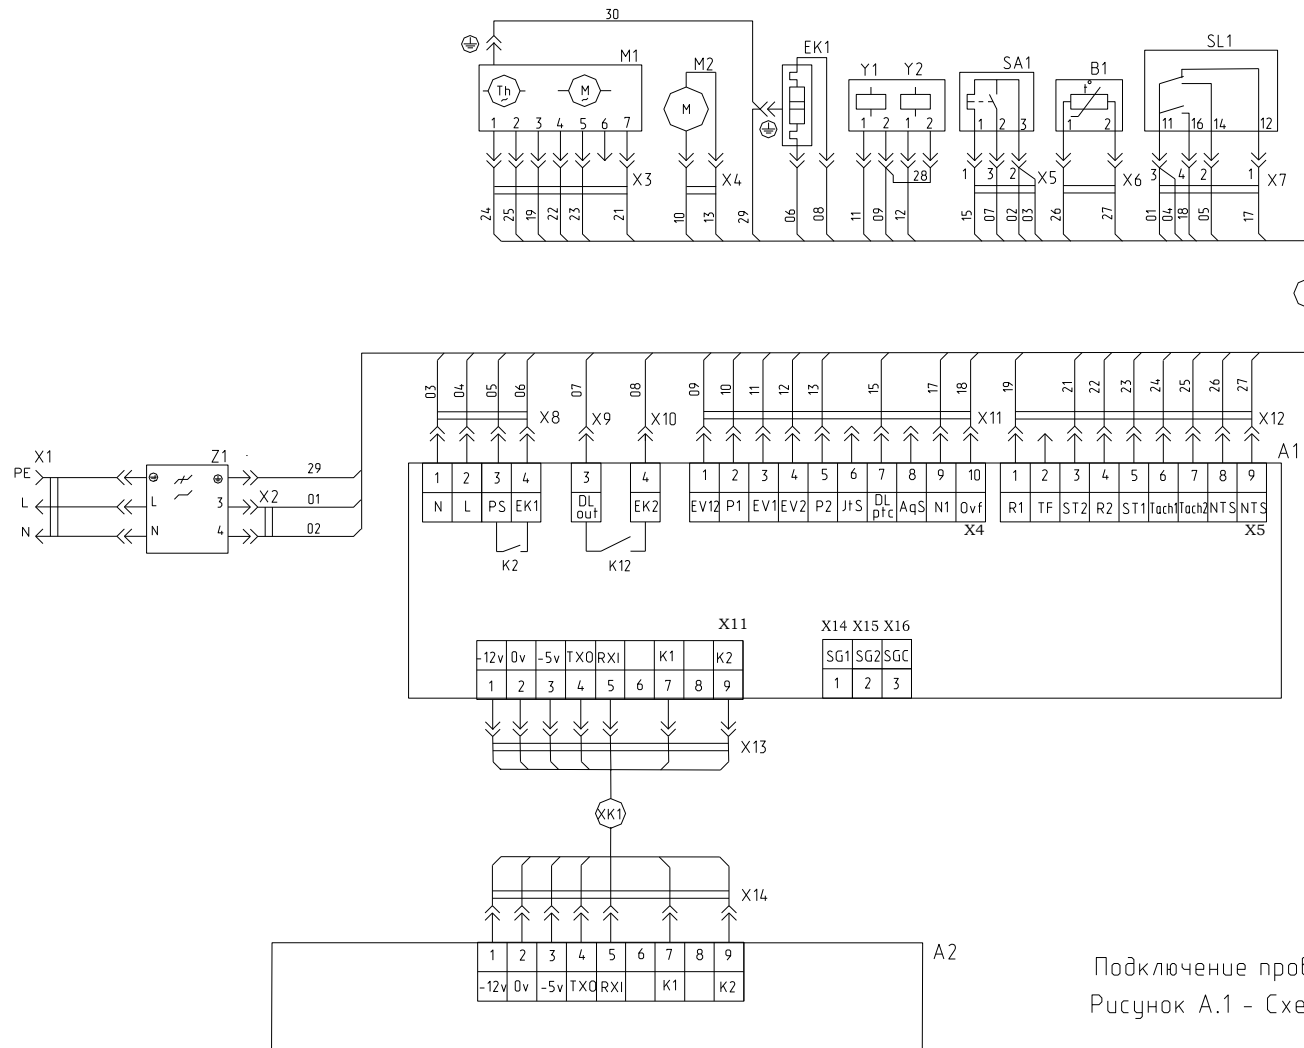 30
M1 M2 EK1 Y1 Y2 SA1 B1 SL1
Th M M t°
1 2 3 4 5 6 7 1 2 1 2 1 2 3 1 2 11 16 14 12
X3 X4 28 1 3 2 X5 X6 3 4 2 1 X7
24 25 19 22 23 21 10 13 29 06 08 11 09 12 15 07 02 03 26 27 01 04 18 05 17
03 04 05 06 07 08 09 10 11 12 13 15 17 18 19 21 22 23 24 25 26 27
X8 X9 X10 X11 X12
A1
X1 Z1
PE 29
L L 3 X2 01
N N 4 02
1 2 3 4 3 4 1 2 3 4 5 6 7 8 9 10 1 2 3 4 5 6 7 8 9
N L PS EK1 DL out EK2 EV12 P1 EV1 EV2 P2 JtS DL ptc AqS N1 Ovf R1 TF ST2 R2 ST1 Tach1 Tach2 NTS NTS
X4 X5
K2 K12
X11 X14 X15 X16
-12v 0v -5v TXO RXI K1 K2 SG1 SG2 SGC
1 2 3 4 5 6 7 8 9 1 2 3
X13
XK1
X14
1 2 3 4 5 6 7 8 9 A2
-12v 0v -5v TXO RXI K1 K2
Подключение пров
Рисунок А.1 - Схе